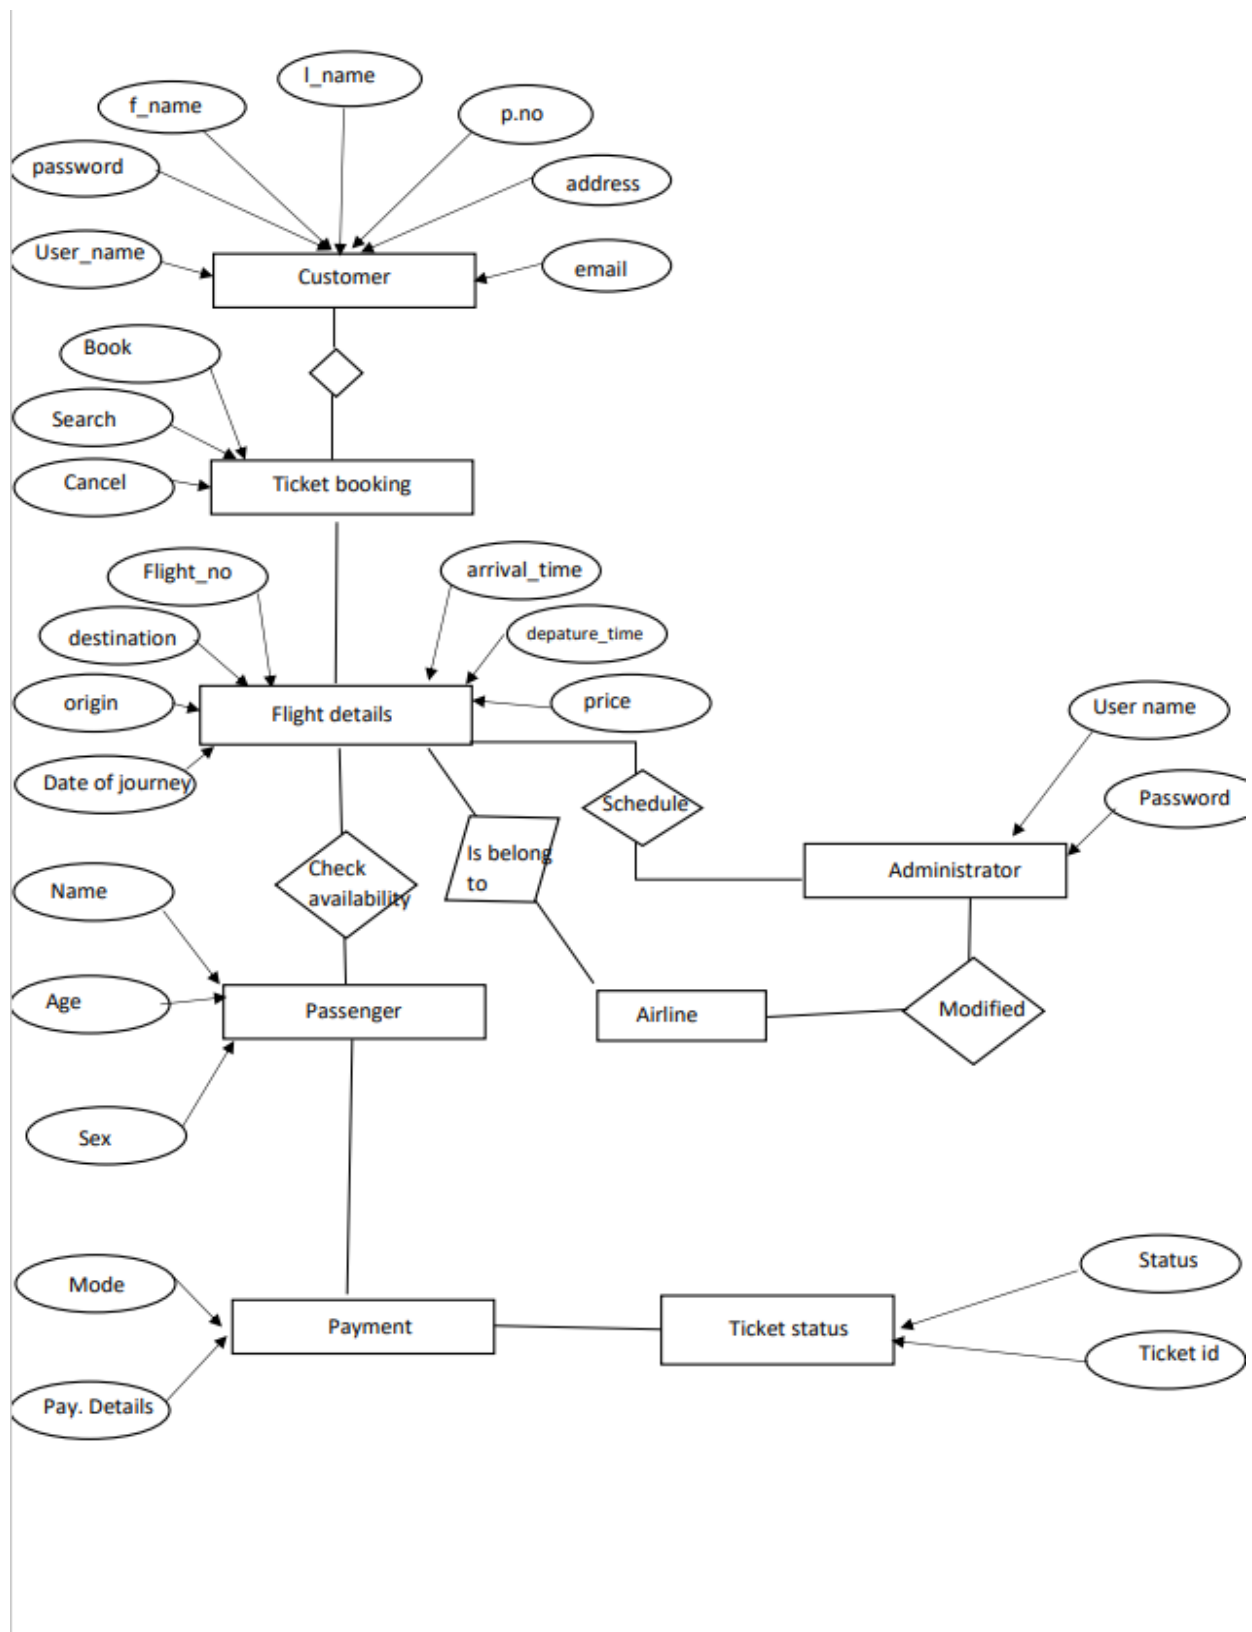 l_name
f_name
p.no
password
address
User_name
email
Customer
Book
Search
Cancel
Ticket booking
Flight_no
arrival_time
destination
depature_time
origin
price
Flight details
User name
Date of journey
Schedule
Password
Is belong
to
Check
availability
Administrator
Name
Age
Passenger
Airline
Modified
Sex
Status
Mode
Payment
Ticket status
Ticket id
Pay. Details